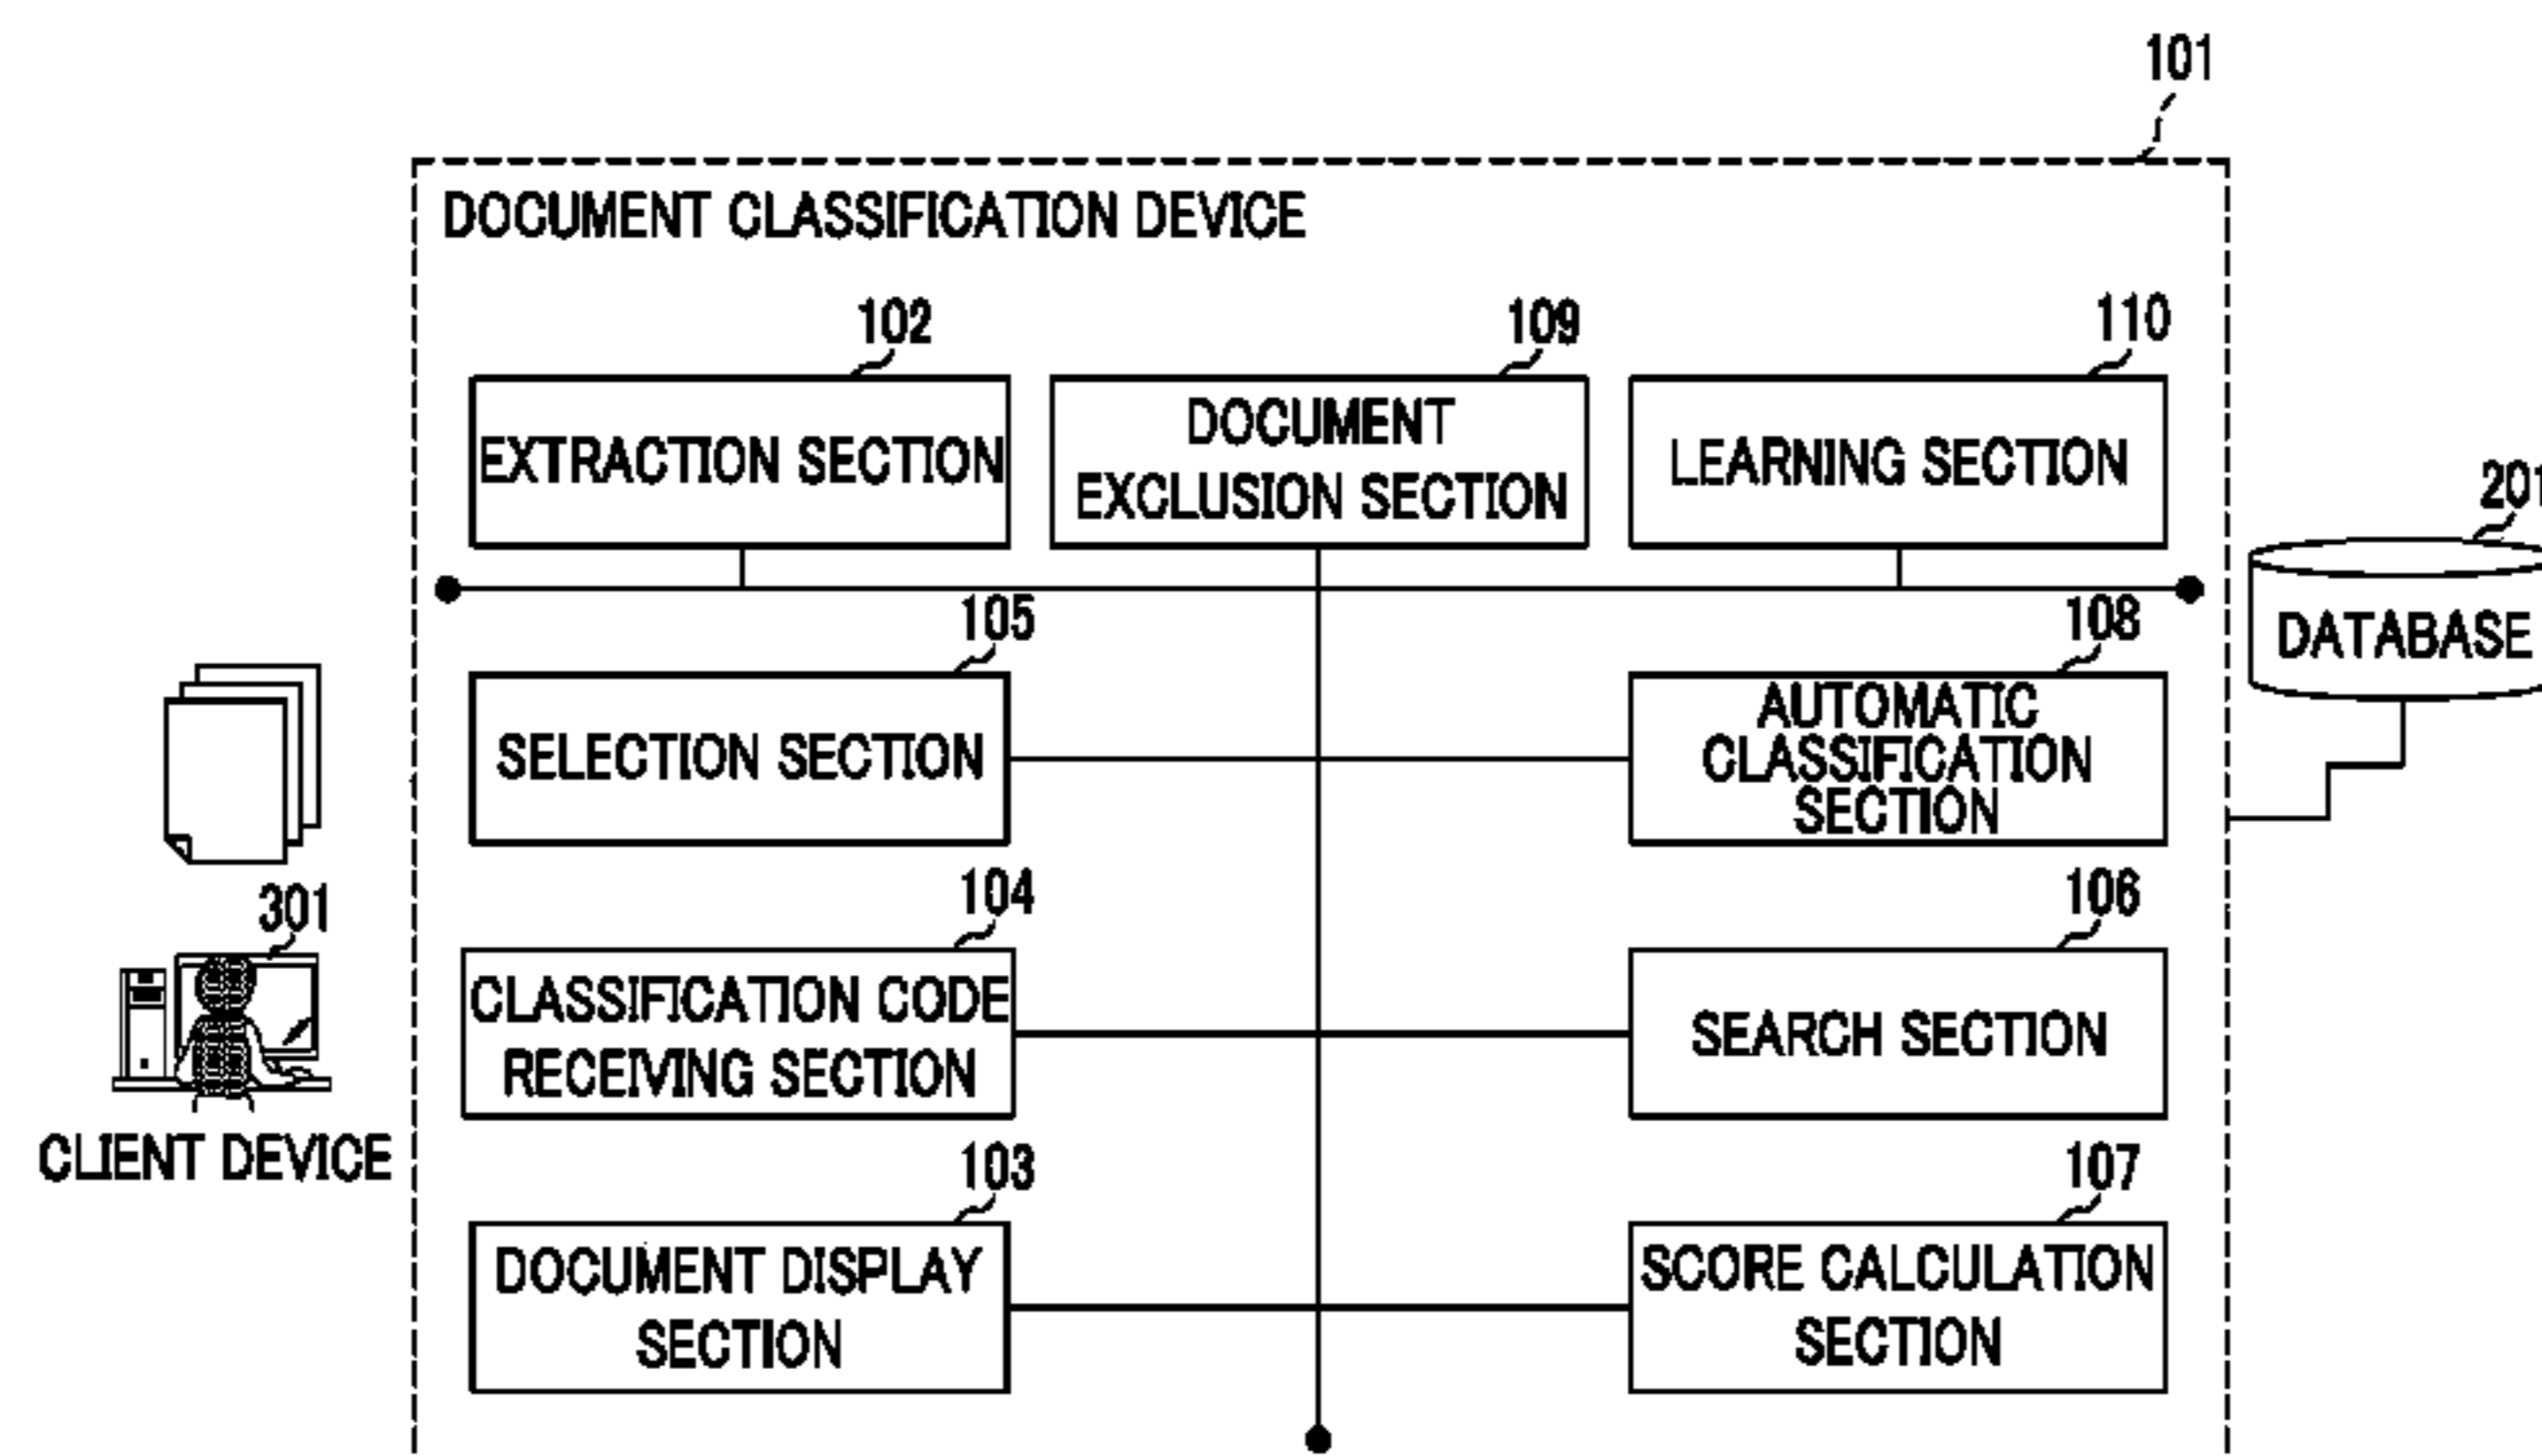 101
DOCUMENT CLASSIFICATION DEVICE
102
109
110
EXTRACTION SECTION
DOCUMENT
EXCLUSION SECTION
LEARNING SECTION
201
DATABASE
105
108
SELECTION SECTION
AUTOMATIC
CLASSIFICATION
SECTION
301
CLIENT DEVICE
104
106
CLASSIFICATION CODE
RECEIVING SECTION
SEARCH SECTION
103
107
DOCUMENT DISPLAY
SECTION
SCORE CALCULATION
SECTION